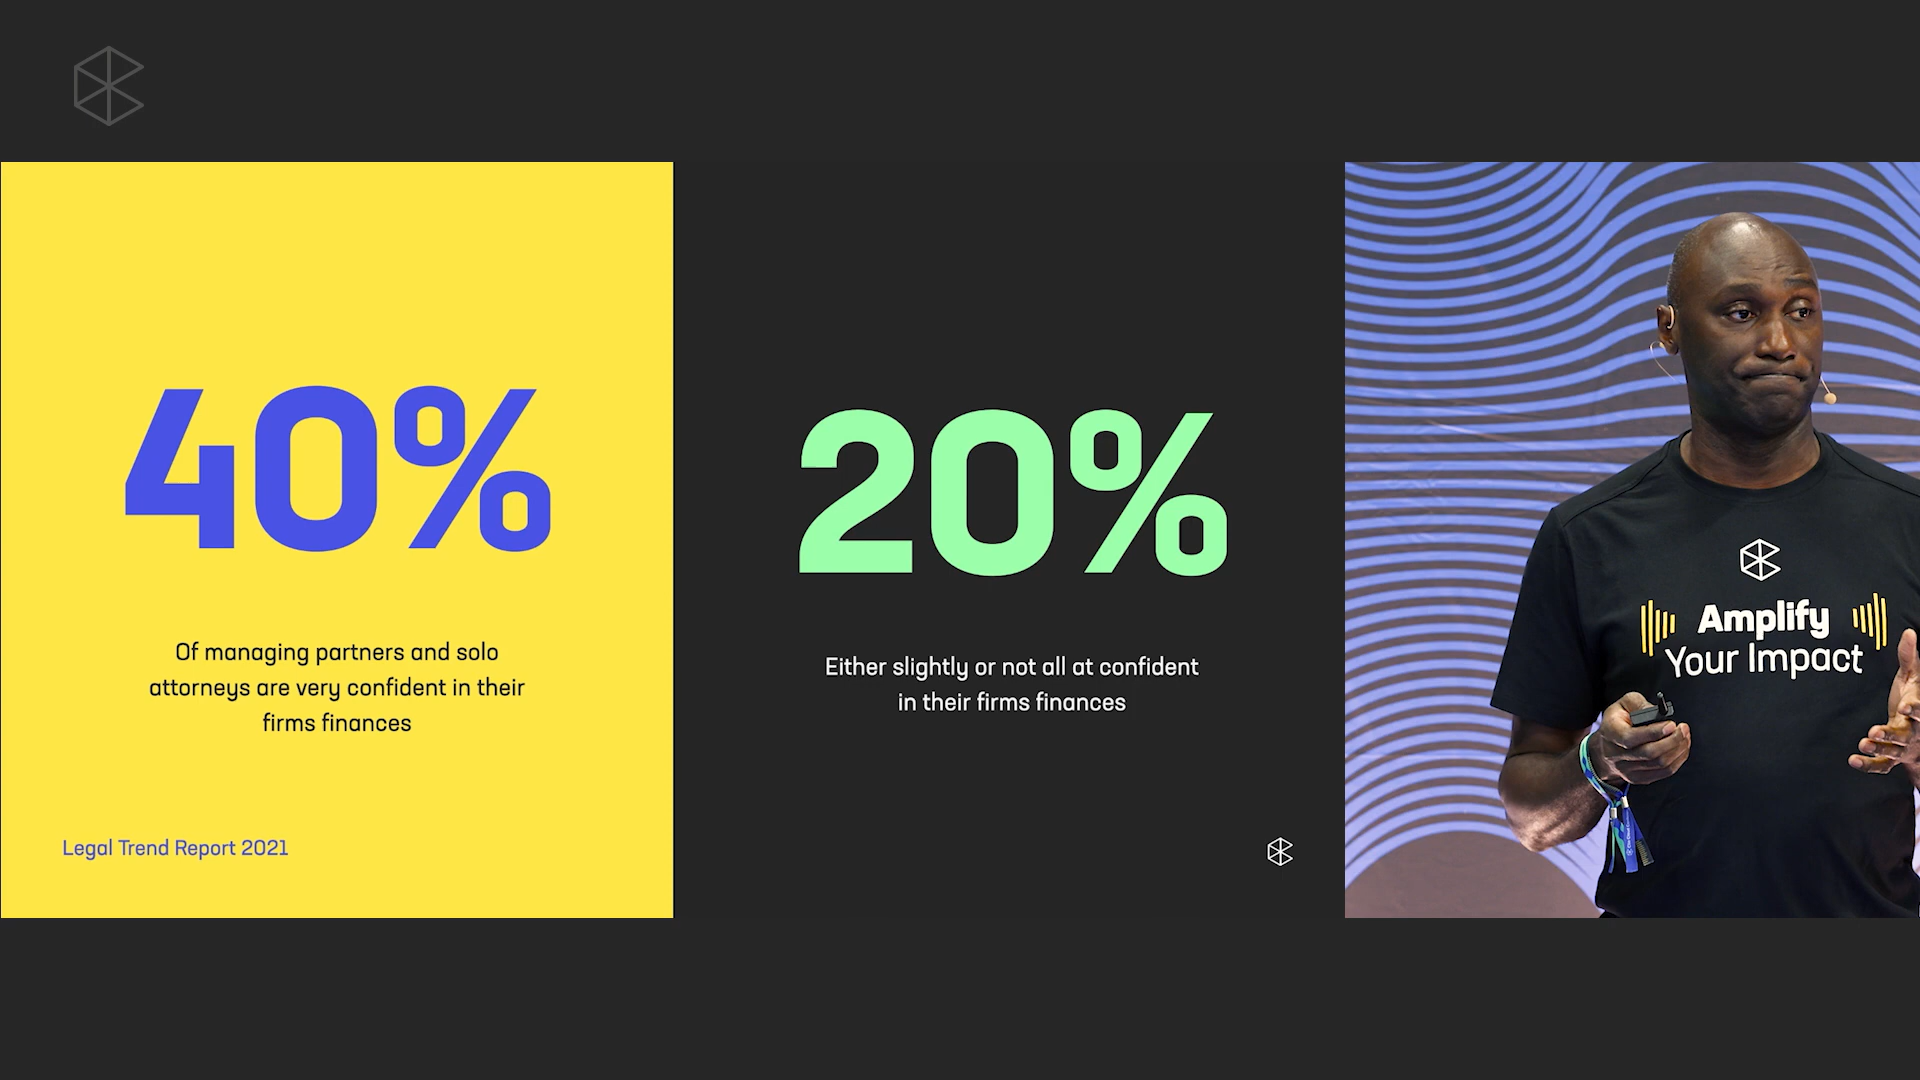 40%
Of managing partners and solo
attorneys are very confident in their
firms finances
Legal Trend Report 2021
20%
Either slightly or not all at confident
in their firms finances
Amplify
Your Impact